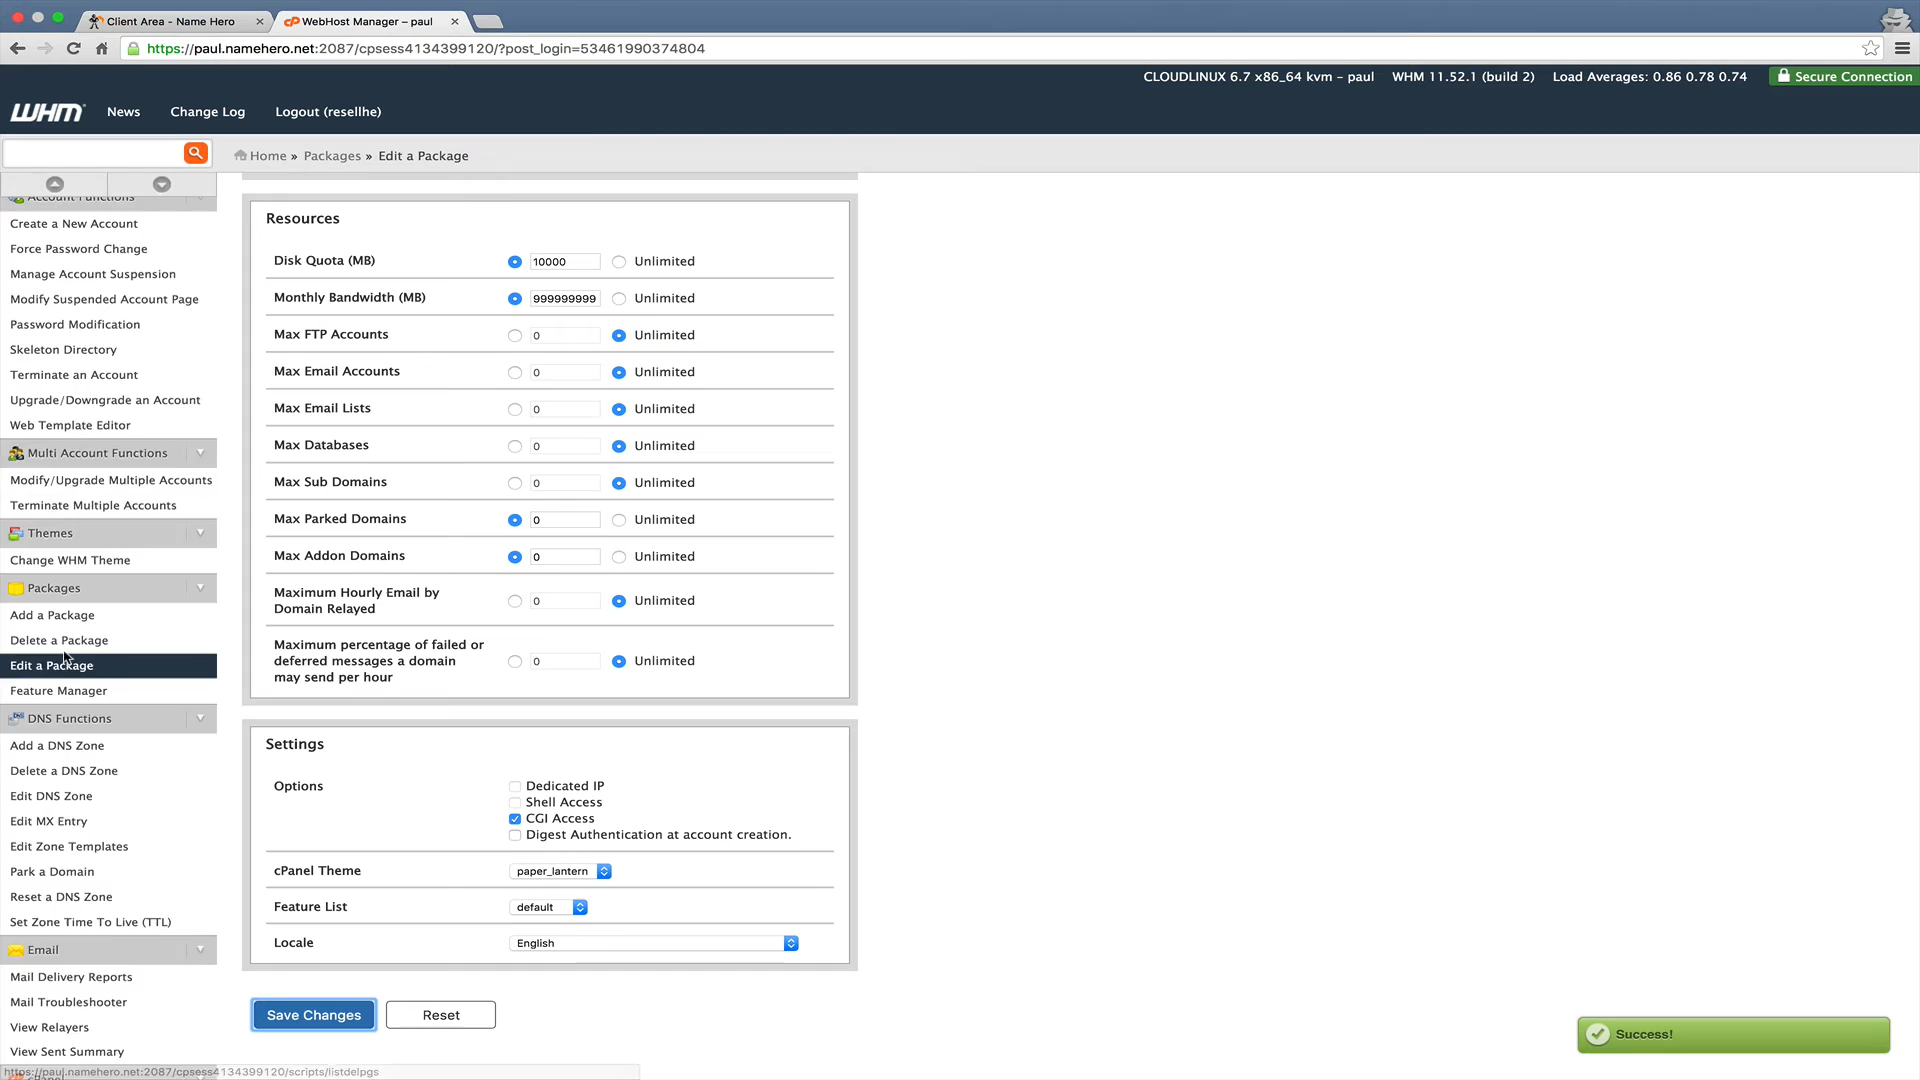 Client Area - Name Hero
WebHost Manager – paul
https://paul.namehero.net:2087/cpsess4134399120/?post_login=53461990374804
CLOUDLINUX 6.7 x86_64 kvm – paul WHM 11.52.1 (build 2) Load Averages: 0.86 0.78 0.74 Secure Connection
WHM News Change Log Logout (resellhe)
Home » Packages » Edit a Package
Account Functions
Create a New Account
Force Password Change
Manage Account Suspension
Modify Suspended Account Page
Password Modification
Skeleton Directory
Terminate an Account
Upgrade/Downgrade an Account
Web Template Editor
Multi Account Functions
Modify/Upgrade Multiple Accounts
Terminate Multiple Accounts
Themes
Change WHM Theme
Packages
Add a Package
Delete a Package
Edit a Package
Feature Manager
DNS Functions
Add a DNS Zone
Delete a DNS Zone
Edit DNS Zone
Edit MX Entry
Edit Zone Templates
Park a Domain
Reset a DNS Zone
Set Zone Time To Live (TTL)
Email
Mail Delivery Reports
Mail Troubleshooter
View Relayers
View Sent Summary
cPanel
https://paul.namehero.net:2087/cpsess4134399120/scripts/listdelpgs
Resources
Disk Quota (MB) 10000 Unlimited
Monthly Bandwidth (MB) 999999999 Unlimited
Max FTP Accounts 0 Unlimited
Max Email Accounts 0 Unlimited
Max Email Lists 0 Unlimited
Max Databases 0 Unlimited
Max Sub Domains 0 Unlimited
Max Parked Domains 0 Unlimited
Max Addon Domains 0 Unlimited
Maximum Hourly Email by
Domain Relayed 0 Unlimited
Maximum percentage of failed or
deferred messages a domain 0 Unlimited
may send per hour
Settings
Options Dedicated IP
Shell Access
CGI Access
Digest Authentication at account creation.
cPanel Theme paper_lantern
Feature List default
Locale English
Save Changes Reset
Success!